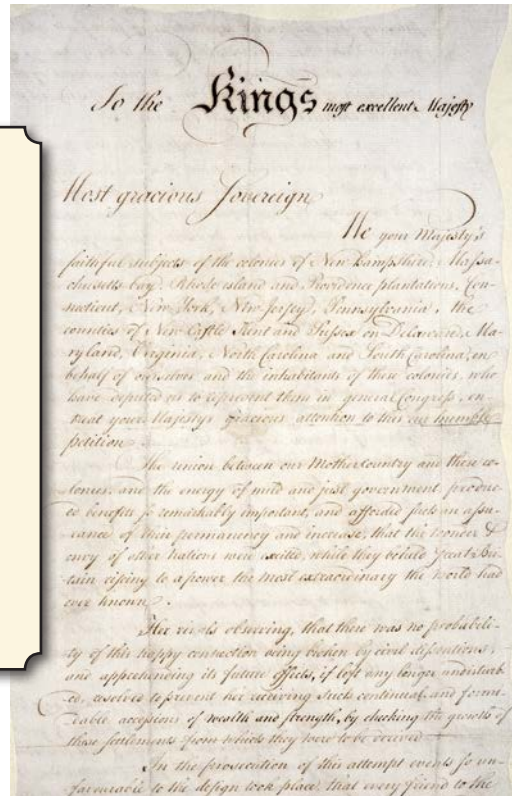 To the Kings most excellent Majesty
Most gracious Sovereign
We your Majesty's
faithful subjects of the colonies of New Hampshire, Massa-
chusetts bay, Rhode island and Providence plantations, Con-
necticut, New York, New Jersey, Pennsylvania, the
counties of New Castle Kent and Sussex on Delaware, Ma-
ryland, Virginia, North Carolina and South Carolina, in
behalf of ourselves and the inhabitants of these colonies, who
have deputed us to represent them in general Congress, en-
treat your Majesty's gracious attention to this our humble
petition.
The union between our Mother Country and these co-
lonies, and the energy of mild and just government, produc-
ed benefits so remarkably important, and afforded such an assu-
rance of their permanency and increase, that the wonder &
envy of other Nations were excited, while they beheld Great Bri-
tain rising to a power the most extraordinary the world had
ever known.
Her rivals observing, that there was no probabili-
ty of this happy connection being broken by civil dissensions,
and apprehending its future effects, if left any longer undisturb-
ed, resolved to prevent her receiving such continual and formi-
dable accessions of wealth and strength, by checking the growth of
these settlements from which they were to be derived.
In the prosecution of this attempt events so un-
favourable to the design took place, that every friend to the